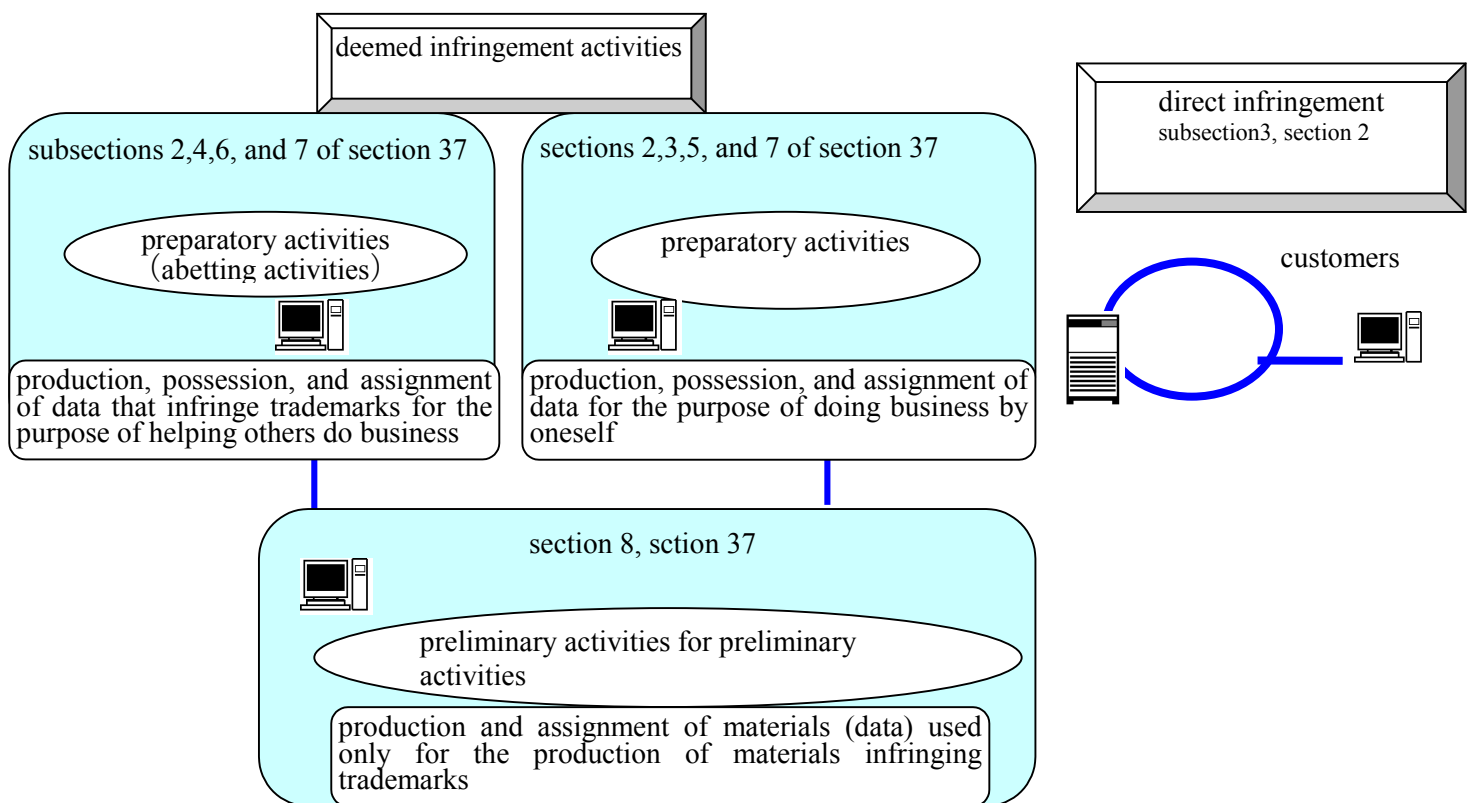 deemed infringement activities
direct infringement
subsection3, section 2
subsections 2,4,6, and 7 of section 37
sections 2,3,5, and 7 of section 37
preparatory activities
（abetting activities）
preparatory activities
customers
production, possession, and assignment
of data that infringe trademarks for the
purpose of helping others do business
production, possession, and assignment of
data for the purpose of doing business by
oneself
section 8, sction 37
preliminary activities for preliminary
activities
production and assignment of materials (data) used
only for the production of materials infringing
trademarks